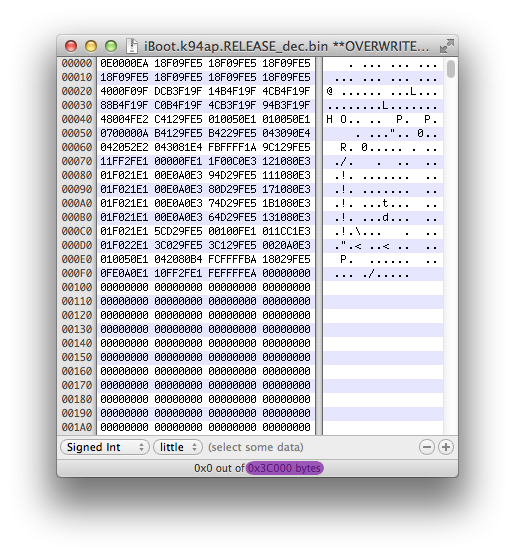 iBoot.k94ap.RELEASE_dec.bin **OVERWRITE...
00000 0E0000EA 18F09FE5 18F09FE5 18F09FE5 . .... .... ....
00010 18F09FE5 18F09FE5 18F09FE5 18F09FE5 .... .... .... ....
00020 4000F09F DCB3F19F 14B4F19F 4CB4F19F @ ...... ...L...
00030 88B4F19F C0B4F19F 4CB3F19F 94B3F19F ........L.......
00040 48004FE2 C4129FE5 010050E1 010050E1 H O.. .. P. P.
00050 0700000A B4129FE5 B4229FE5 043090E4 . ... ..".. 0..
00060 042052E2 043081E4 FBFFFF1A 9C129FE5 R. 0..... .. ..
00070 11FF2FE1 00000FE1 1F00C0E3 121080E3 ./. . .. ..
00080 01F021E1 00E0A0E3 94D29FE5 111080E3 .!. ..... ..
00090 01F021E1 00E0A0E3 80D29FE5 171080E3 .!. ..... ..
000A0 01F021E1 00E0A0E3 74D29FE5 1B1080E3 .!. ...t... ..
000B0 01F021E1 00E0A0E3 64D29FE5 131080E3 .!. ...d... ..
000C0 01F021E1 5CD29FE5 00100FE1 011CC1E3 .!.\... . ..
000D0 01F022E1 3C029FE5 3C129FE5 0020A0E3 .".< ..< .. ..
000E0 010050E1 042080B4 FCFFFFBA 18029FE5 P. ...... ..
000F0 0FE0A0E1 10FF2FE1 FEFFFFEA 00000000 ... ./.....
00100 00000000 00000000 00000000 00000000
00110 00000000 00000000 00000000 00000000
00120 00000000 00000000 00000000 00000000
00130 00000000 00000000 00000000 00000000
00140 00000000 00000000 00000000 00000000
00150 00000000 00000000 00000000 00000000
00160 00000000 00000000 00000000 00000000
00170 00000000 00000000 00000000 00000000
00180 00000000 00000000 00000000 00000000
00190 00000000 00000000 00000000 00000000
001A0 00000000 00000000 00000000 00000000
Signed Int little (select some data)
0x0 out of 0x3C000 bytes